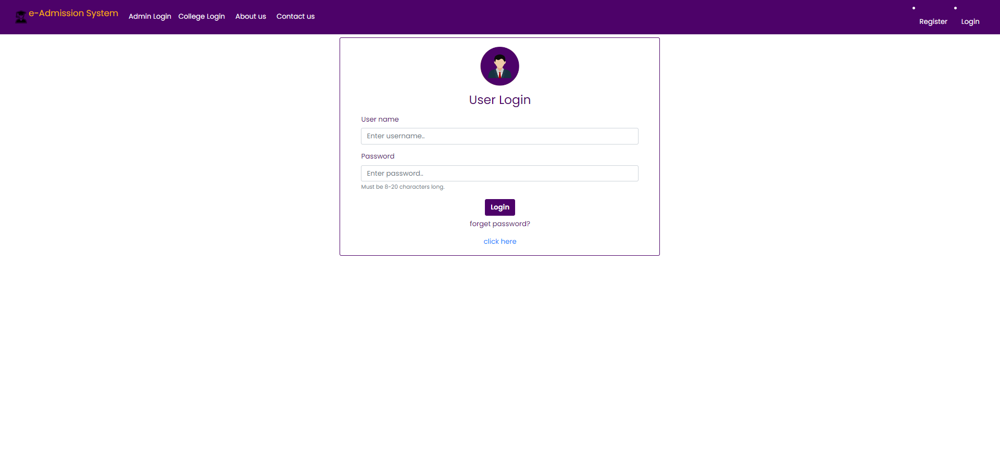 e-Admission System
Admin Login
College Login
About us
Contact us
Register
Login
User Login
User name
Enter username..
Password
Enter password..
Must be 8-20 characters long.
Login
forget password?
click here